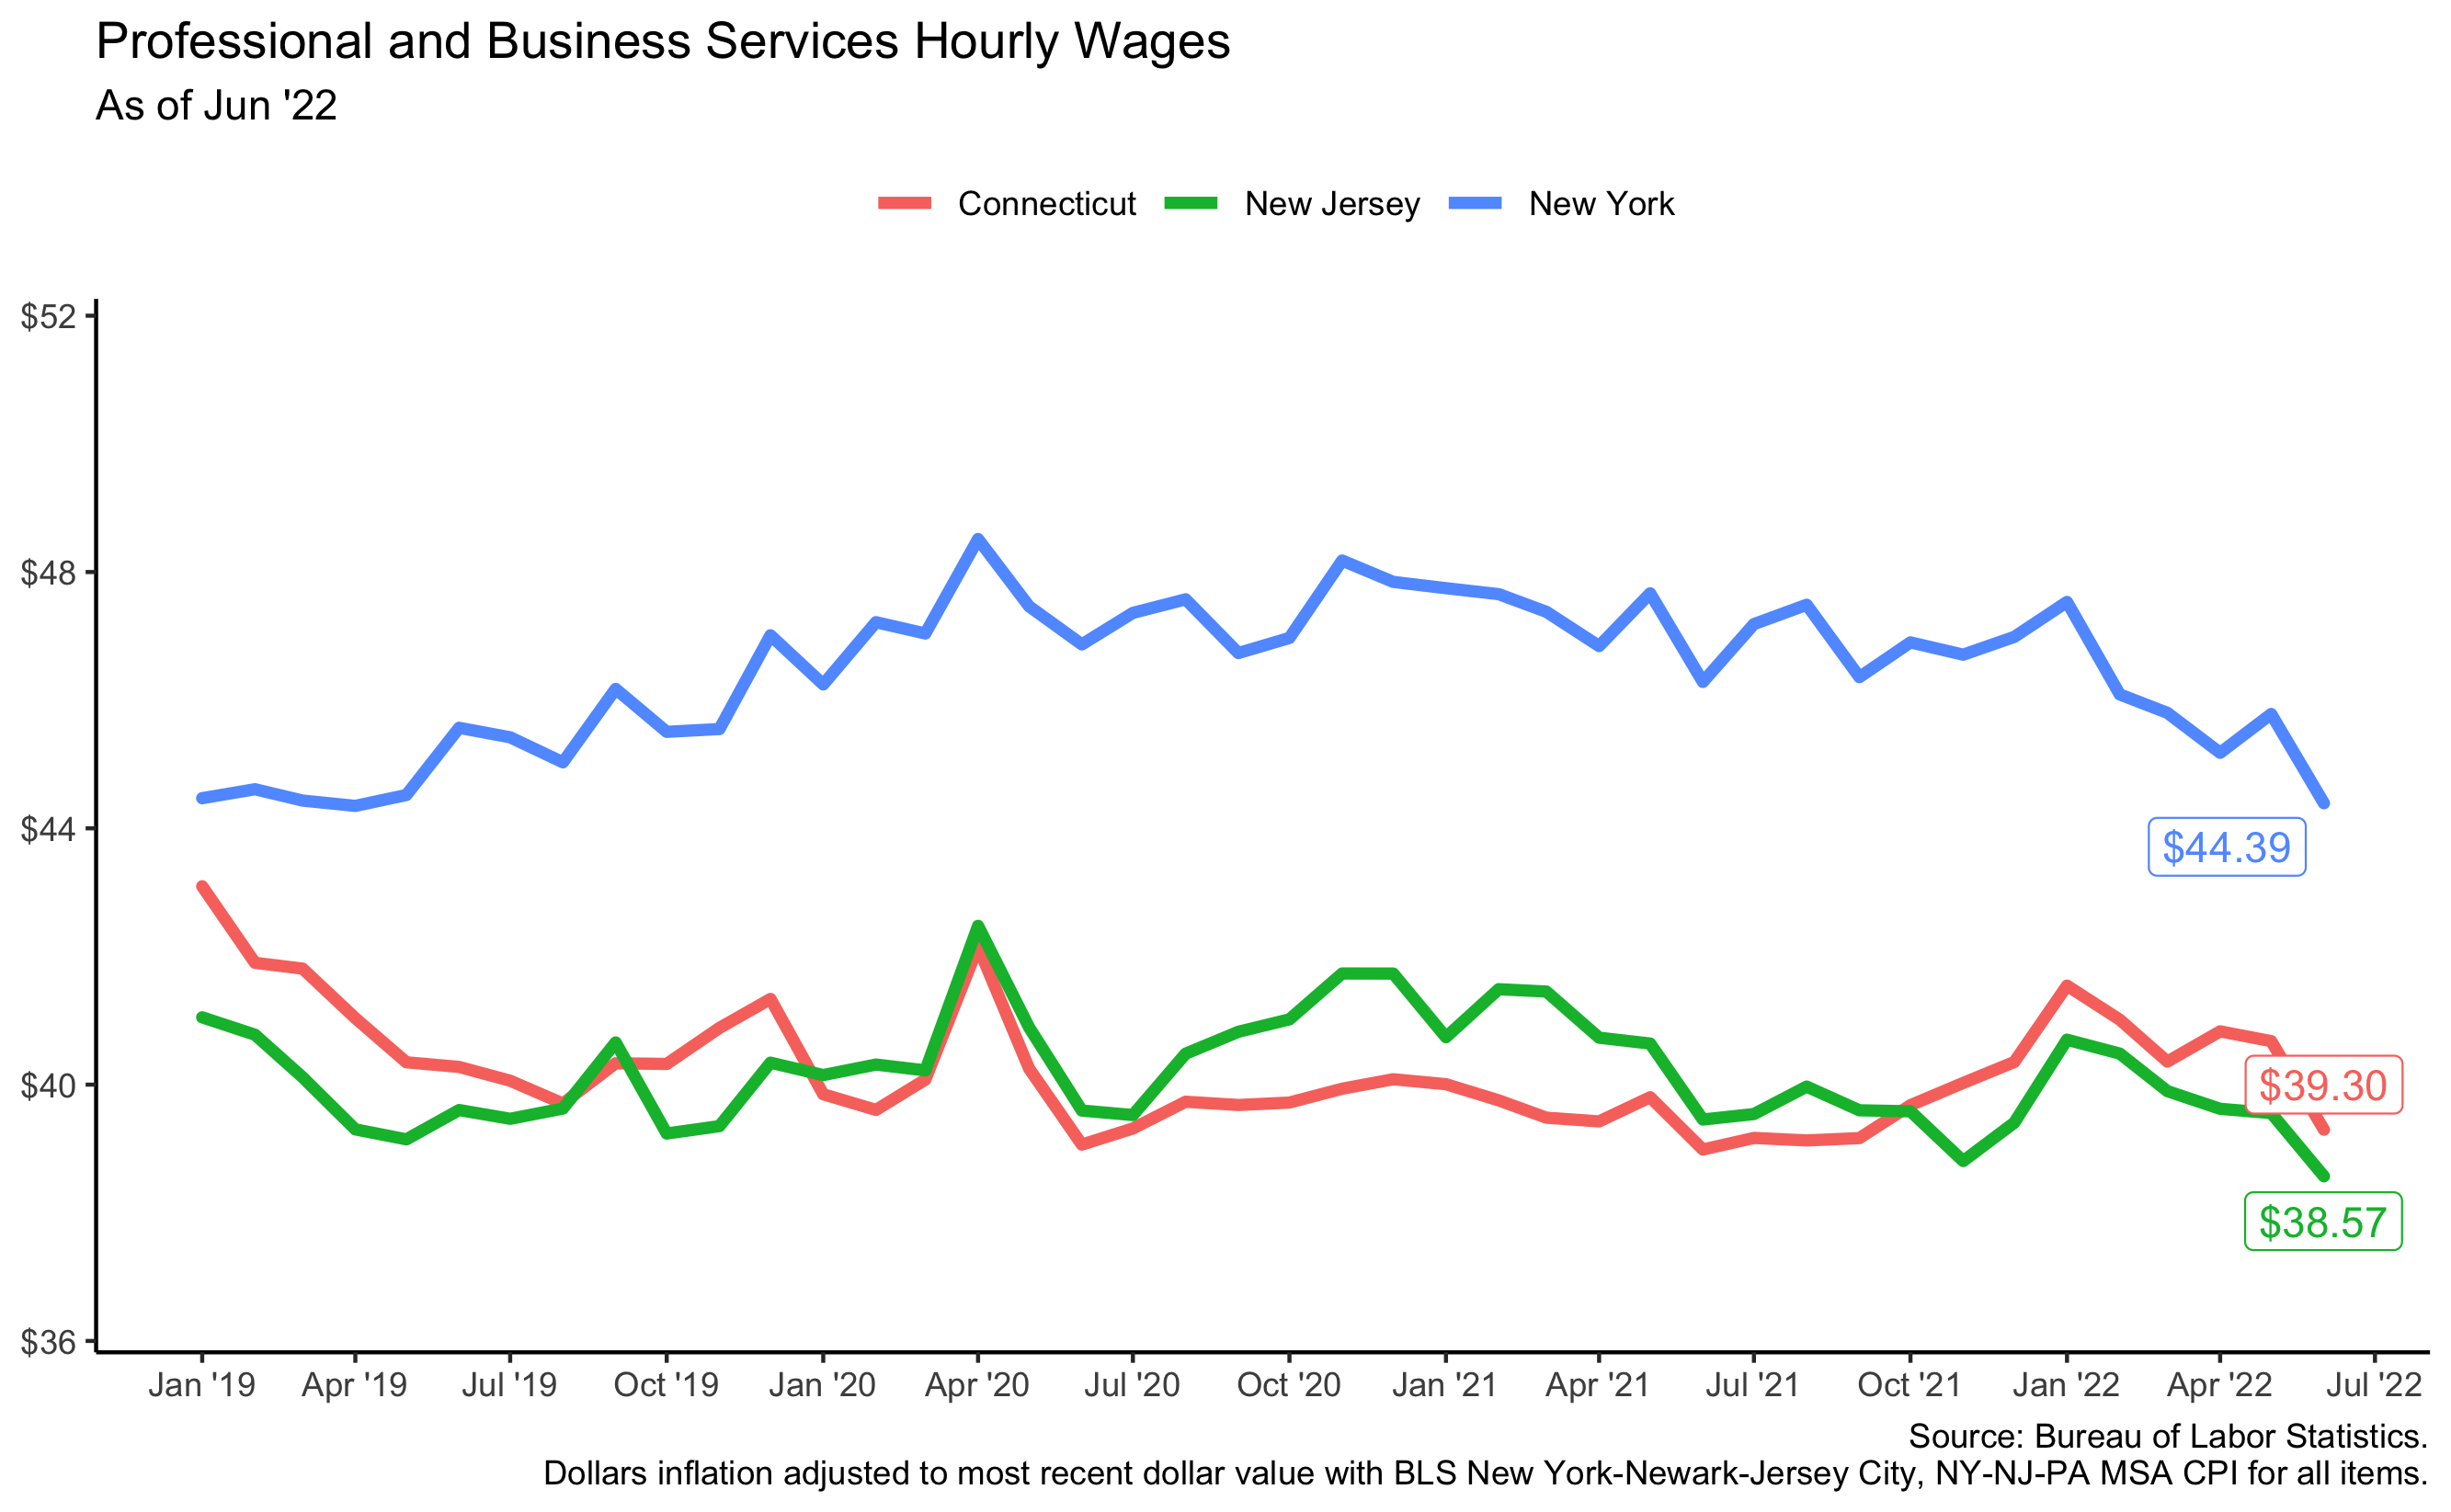 Professional and Business Services Hourly Wages
As of Jun '22
Connecticut New Jersey New York
$52
$48
$44
$40
$36
$44.39
$39.30
$38.57
Jan '19 Apr '19 Jul '19 Oct '19 Jan '20 Apr '20 Jul '20 Oct '20 Jan '21 Apr '21 Jul '21 Oct '21 Jan '22 Apr '22 Jul '22
Source: Bureau of Labor Statistics.
Dollars inflation adjusted to most recent dollar value with BLS New York-Newark-Jersey City, NY-NJ-PA MSA CPI for all items.